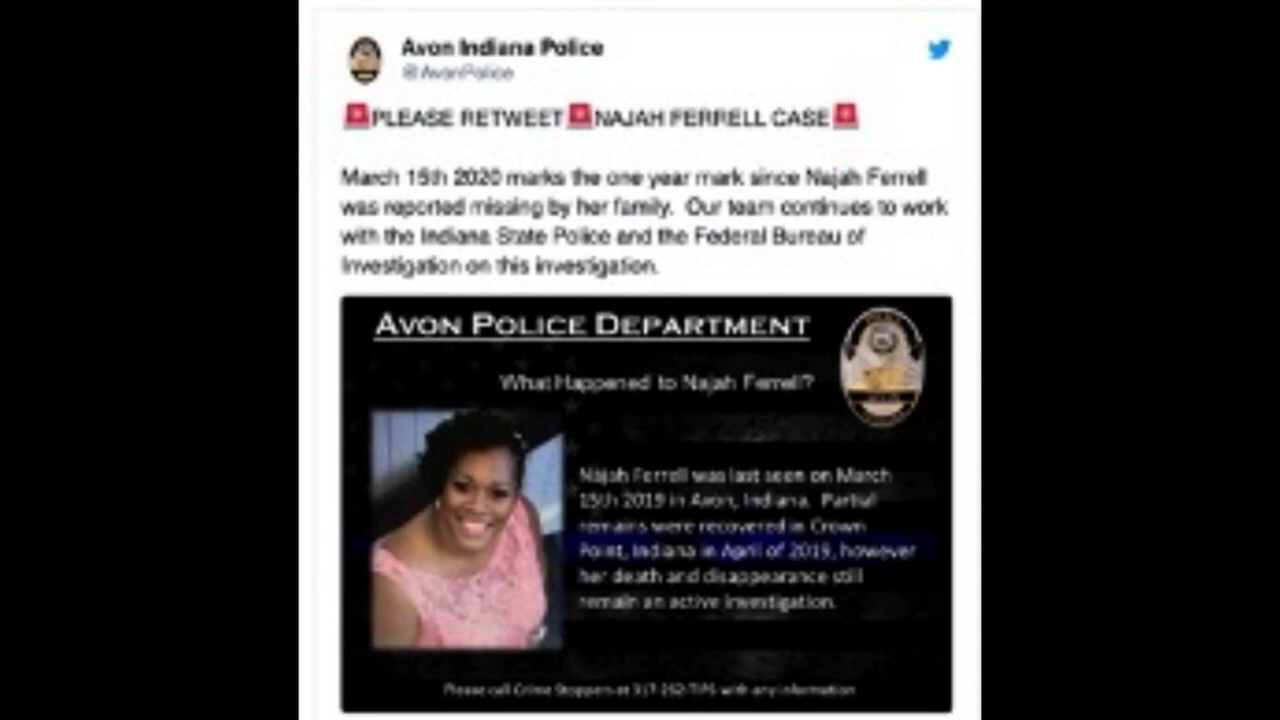 Avon Indiana Police
@AvonPolice
🚨PLEASE RETWEET🚨NAJAH FERRELL CASE🚨
March 15th 2020 marks the one year mark since Najah Ferrell
was reported missing by her family. Our team continues to work
with the Indiana State Police and the Federal Bureau of
Investigation on this investigation.
AVON POLICE DEPARTMENT
What Happened to Najah Ferrell?
Najah Ferrell was last seen on March
15th 2019 in Avon, Indiana. Partial
remains were recovered in Crown
Point, Indiana in April of 2019, however
her death and disappearance still
remain an active investigation.
Please call Crime Stoppers at 317-262-TIPS with any information